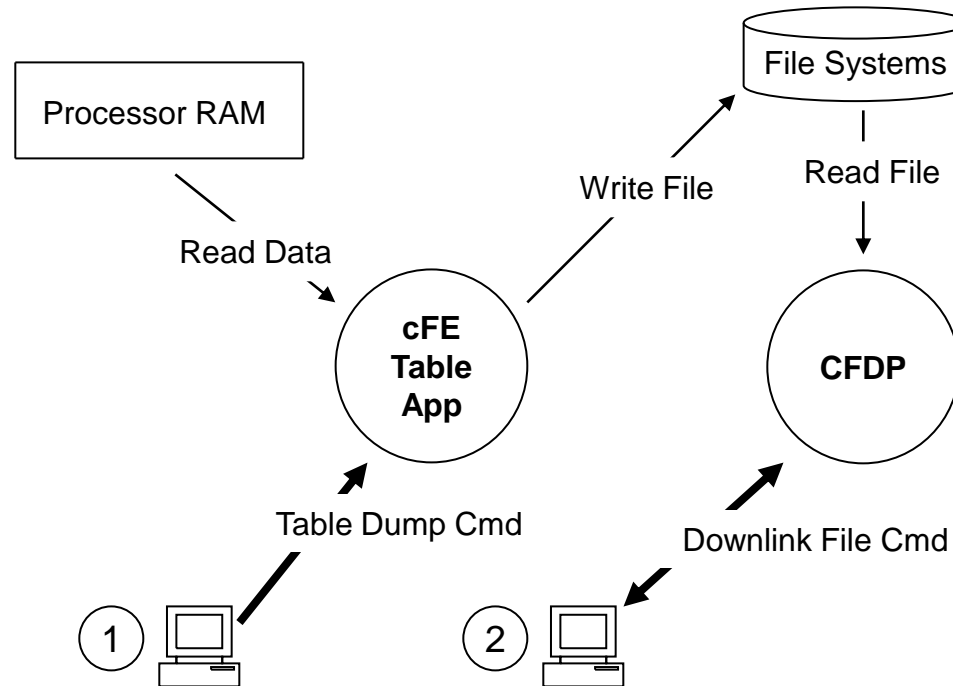 File Systems
Processor RAM
Write File
Read File
Read Data
cFE
Table
App
CFDP
Table Dump Cmd
Downlink File Cmd
1
2